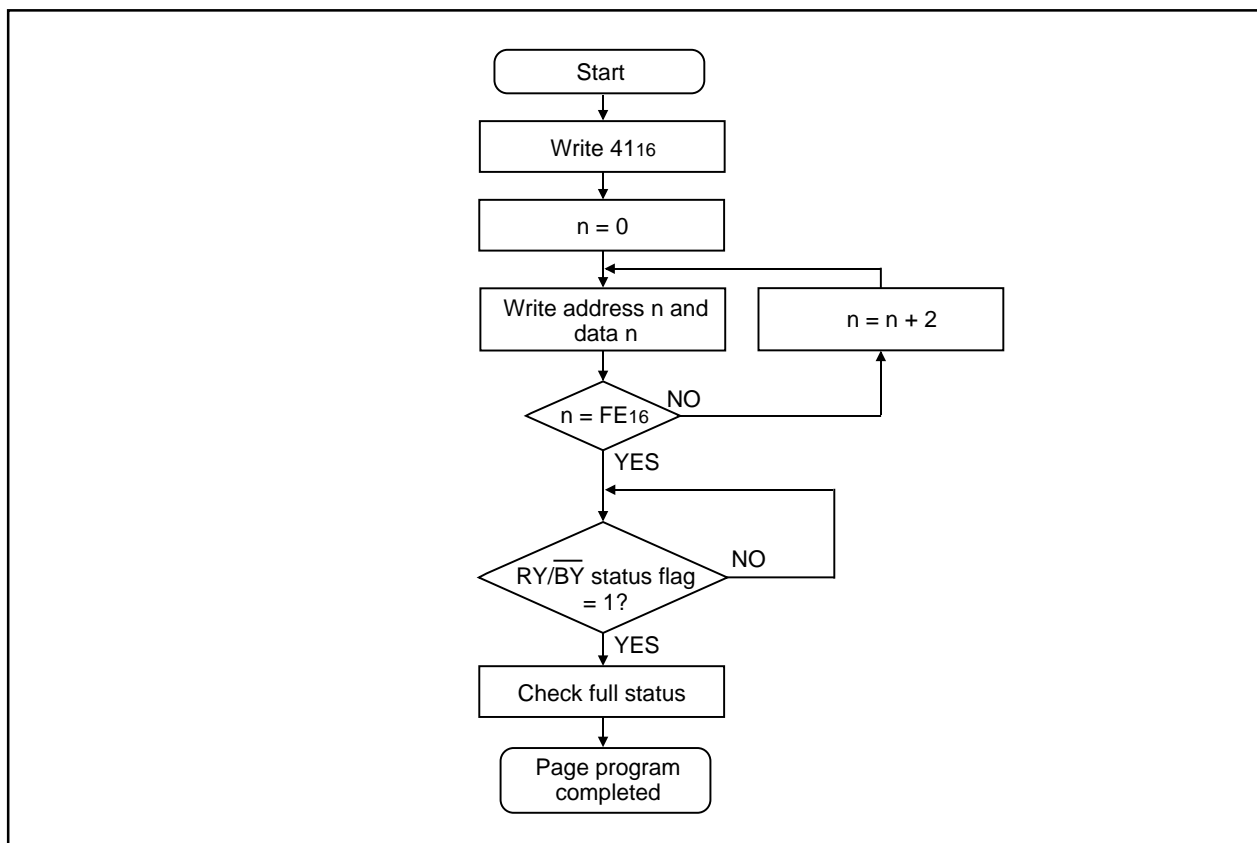 Start
Write 4116
n = 0
Write address n and
data n
n = n + 2
n = FE16
NO
YES
RY/B̅Y̅ status flag
= 1?
NO
YES
Check full status
Page program
completed